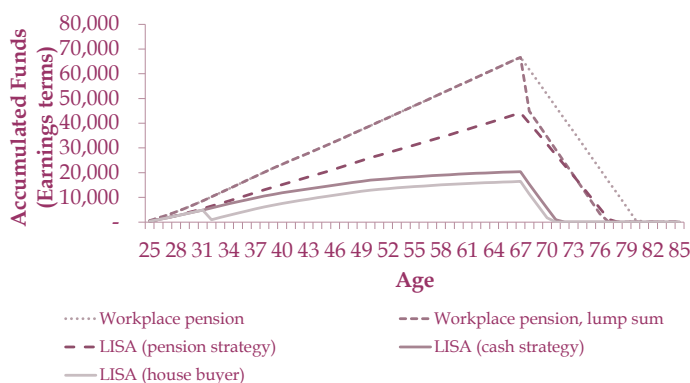 Accumulated Funds
(Earnings terms)
80,000
70,000
60,000
50,000
40,000
30,000
20,000
10,000
-
25 28 31 34 37 40 43 46 49 52 55 58 61 64 67 70 73 76 79 82 85
Age
Workplace pension
Workplace pension, lump sum
LISA (pension strategy)
LISA (cash strategy)
LISA (house buyer)